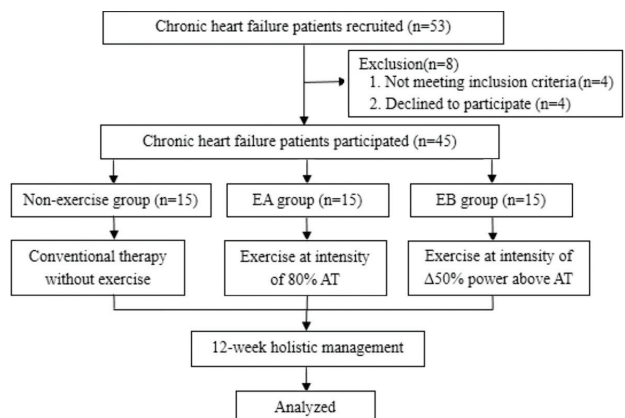 Chronic heart failure patients recruited (n=53)
Exclusion(n=8)
1. Not meeting inclusion criteria(n=4)
2. Declined to participate (n=4)
Chronic heart failure patients participated (n=45)
Non-exercise group (n=15)
EA group (n=15)
EB group (n=15)
Conventional therapy
without exercise
Exercise at intensity
of 80% AT
Exercise at intensity of
Δ50% power above AT
12-week holistic management
Analyzed